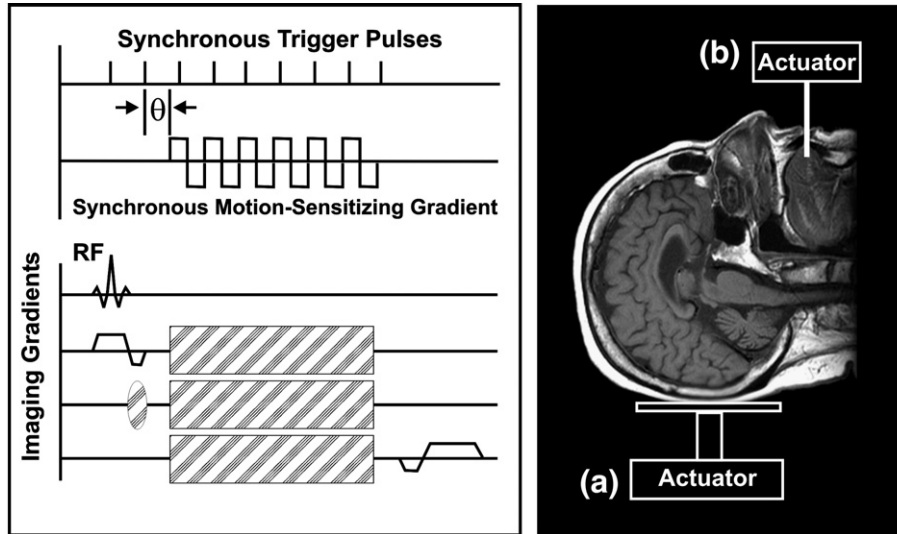 Synchronous Trigger Pulses
θ
Synchronous Motion-Sensitizing Gradient
RF
Imaging Gradients
(b)
Actuator
(a)
Actuator